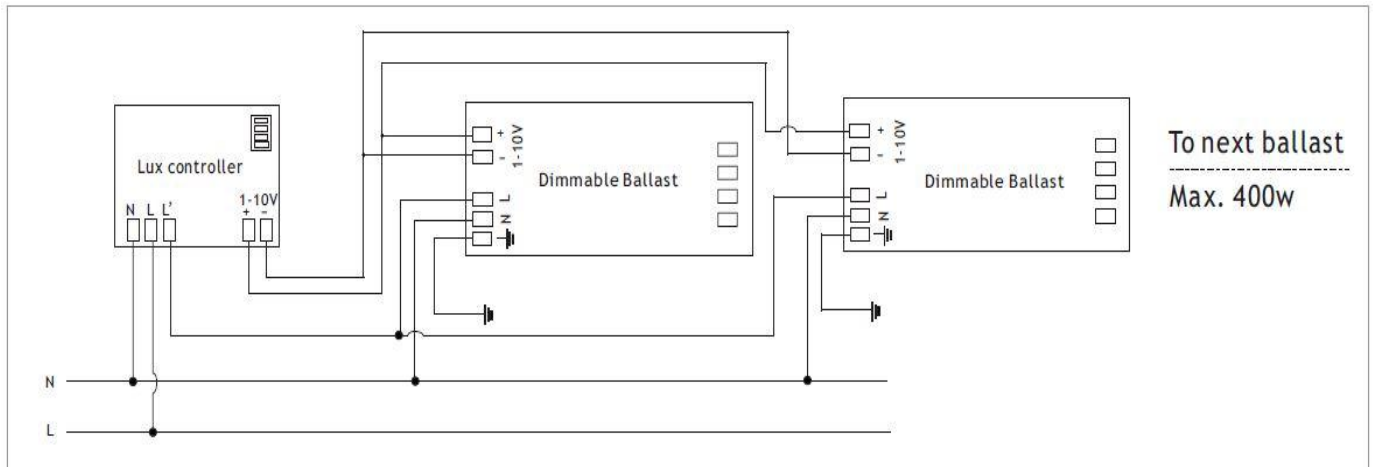 Lux controller
N L L' 1-10V
+ -
+
1-10V
-
L
N
Dimmable Ballast
+
1-10V
-
L
N
Dimmable Ballast
To next ballast
Max. 400w
N
L